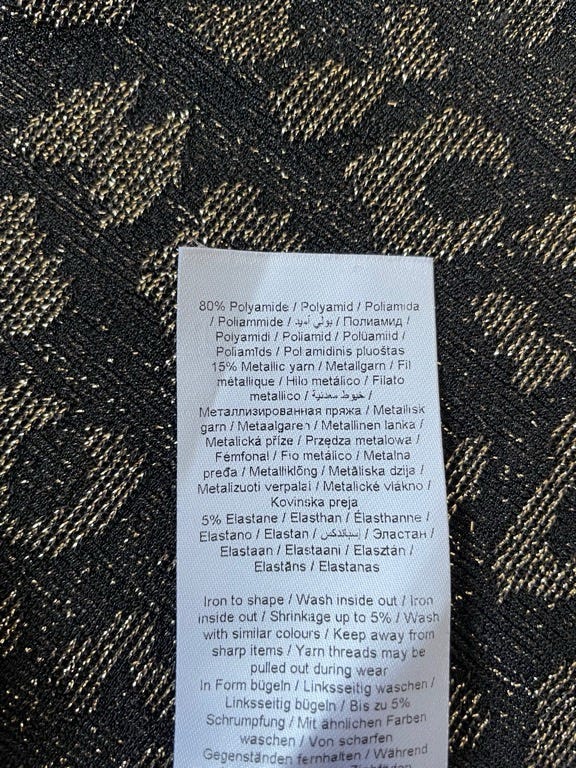 80% Polyamide / Polyamid / Poliamida
/ Poliammide / بولي أميد / Полиамид /
Polyamidi / Poliamid / Polüamiid /
Poliamīds / Poliamidinis pluoštas
15% Metallic yarn / Metallgarn / Fil
métallique / Hilo metálico / Filato
metallico / خيوط معدنية /
Металлизированная пряжа / Metallisk
garn / Metaalgaren / Metallinen lanka /
Metalická příze / Przędza metalowa /
Fémfonal / Fio metálico / Metalna
pređa / Metallklõng / Metāliska dzija /
Metalizuoti verpalai / Metalické vlákno /
Kovinska preja
5% Elastane / Elasthan / Élasthanne /
Elastano / Elastan / إسباندكس / Эластан /
Elastaan / Elastaani / Elasztán /
Elastāns / Elastanas
Iron to shape / Wash inside out / Iron
inside out / Shrinkage up to 5% / Wash
with similar colours / Keep away from
sharp items / Yarn threads may be
pulled out during wear
In Form bügeln / Linksseitig waschen /
Linksseitig bügeln / Bis zu 5%
Schrumpfung / Mit ähnlichen Farben
waschen / Von scharfen
Gegenständen fernhalten / Während